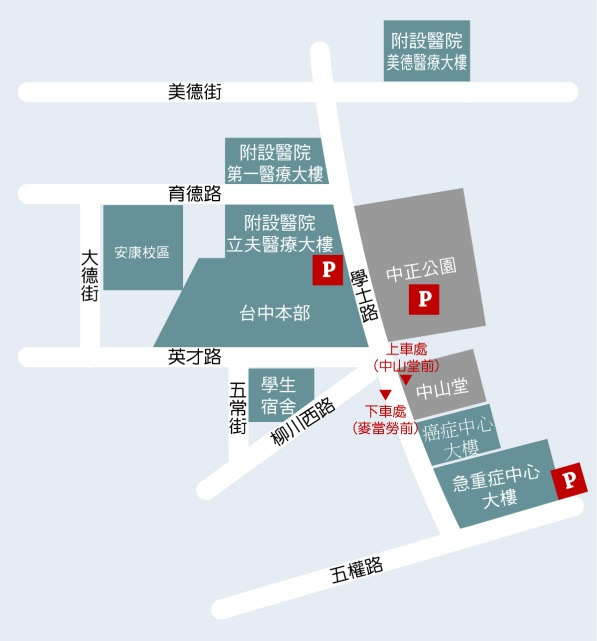 附設醫院
美德醫療大樓
美德街
附設醫院
第一醫療大樓
育德路
附設醫院
立夫醫療大樓
安康校區
大德街
P
中正公園
P
學士路
台中本部
英才路
上車處
(中山堂前)
中山堂
學生
宿舍
五常街
下車處
(麥當勞前)
柳川西路
癌症中心
大樓
急重症中心
大樓
P
五權路